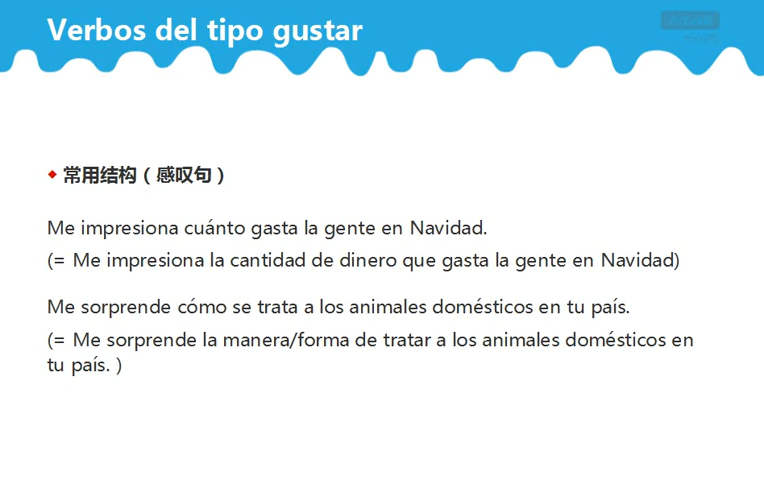 Verbos del tipo gustar
常用结构（感叹句）
Me impresiona cuánto gasta la gente en Navidad.
(= Me impresiona la cantidad de dinero que gasta la gente en Navidad)
Me sorprende cómo se trata a los animales domésticos en tu país.
(= Me sorprende la manera/forma de tratar a los animales domésticos en
tu país. )